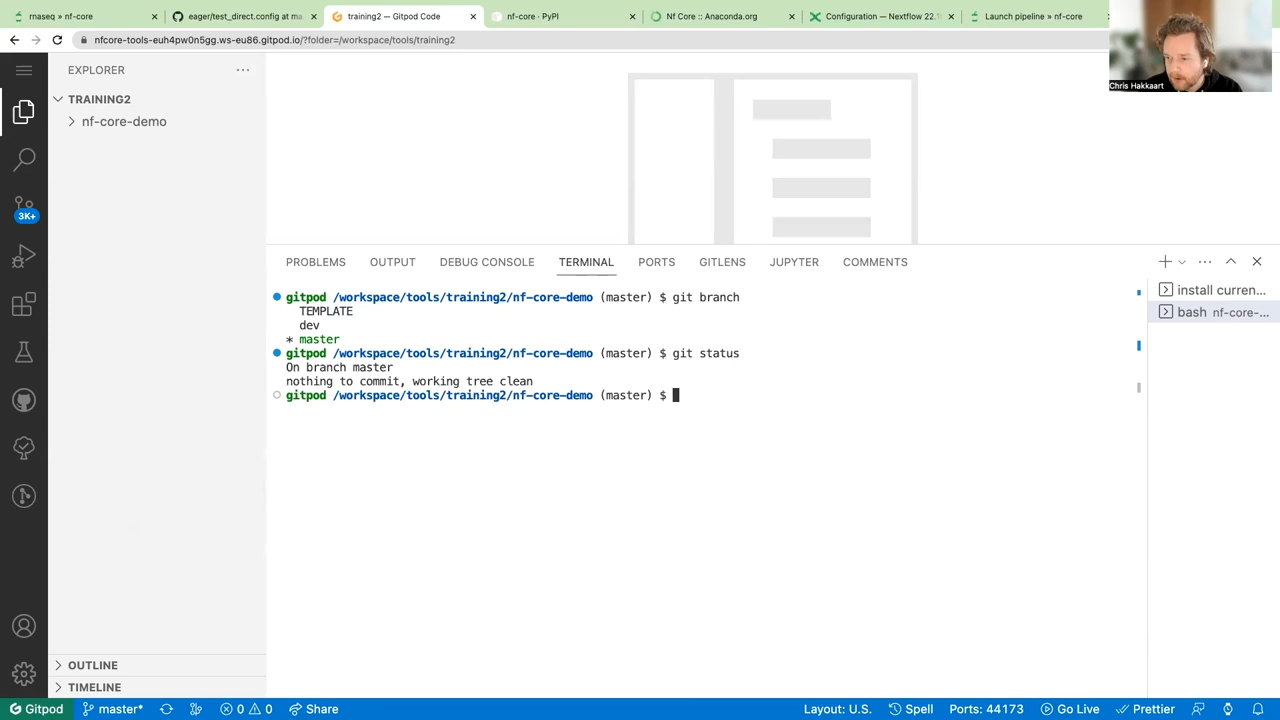 rnaseq » nf-core
eager/test_direct.config at ma
training2 — Gitpod Code
nf-core · PyPI
Nf Core :: Anaconda.org
Configuration — Nextflow 22.1
Launch pipeline » nf-core
nfcore-tools-euh4pw0n5gg.ws-eu86.gitpod.io/?folder=/workspace/tools/training2
Chris Hakkaart
EXPLORER
TRAINING2
nf-core-demo
3K+
PROBLEMS OUTPUT DEBUG CONSOLE TERMINAL PORTS GITLENS JUPYTER COMMENTS
gitpod /workspace/tools/training2/nf-core-demo (master) $ git branch
TEMPLATE
dev
* master
gitpod /workspace/tools/training2/nf-core-demo (master) $ git status
On branch master
nothing to commit, working tree clean
gitpod /workspace/tools/training2/nf-core-demo (master) $
install curren...
bash nf-core-...
OUTLINE
TIMELINE
Gitpod master* 0 0 Share Layout: U.S. Spell Ports: 44173 Go Live Prettier